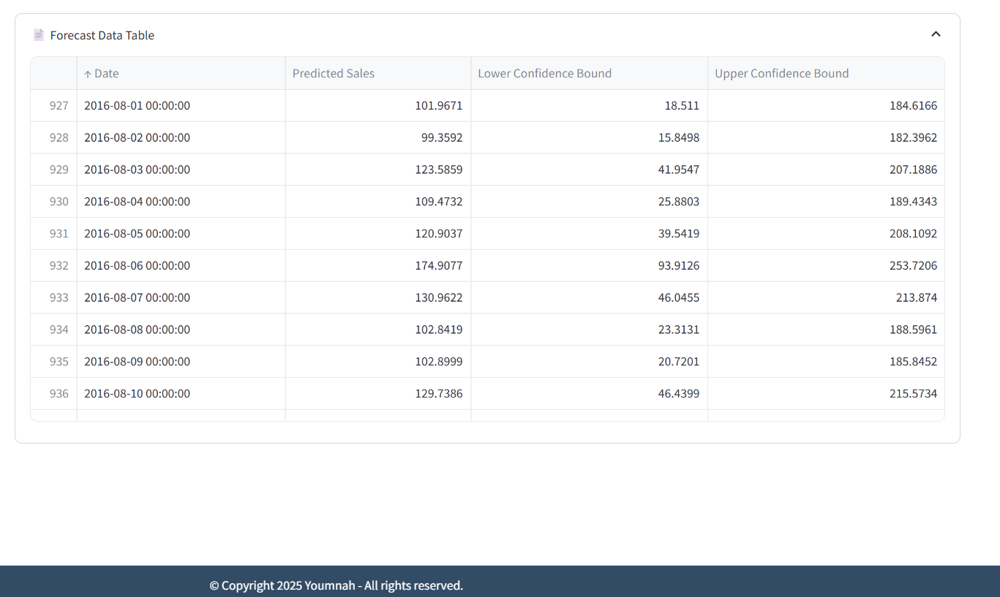 Forecast Data Table
↑ Date Predicted Sales Lower Confidence Bound Upper Confidence Bound
927 2016-08-01 00:00:00 101.9671 18.511 184.6166
928 2016-08-02 00:00:00 99.3592 15.8498 182.3962
929 2016-08-03 00:00:00 123.5859 41.9547 207.1886
930 2016-08-04 00:00:00 109.4732 25.8803 189.4343
931 2016-08-05 00:00:00 120.9037 39.5419 208.1092
932 2016-08-06 00:00:00 174.9077 93.9126 253.7206
933 2016-08-07 00:00:00 130.9622 46.0455 213.874
934 2016-08-08 00:00:00 102.8419 23.3131 188.5961
935 2016-08-09 00:00:00 102.8999 20.7201 185.8452
936 2016-08-10 00:00:00 129.7386 46.4399 215.5734
© Copyright 2025 Youmnah - All rights reserved.